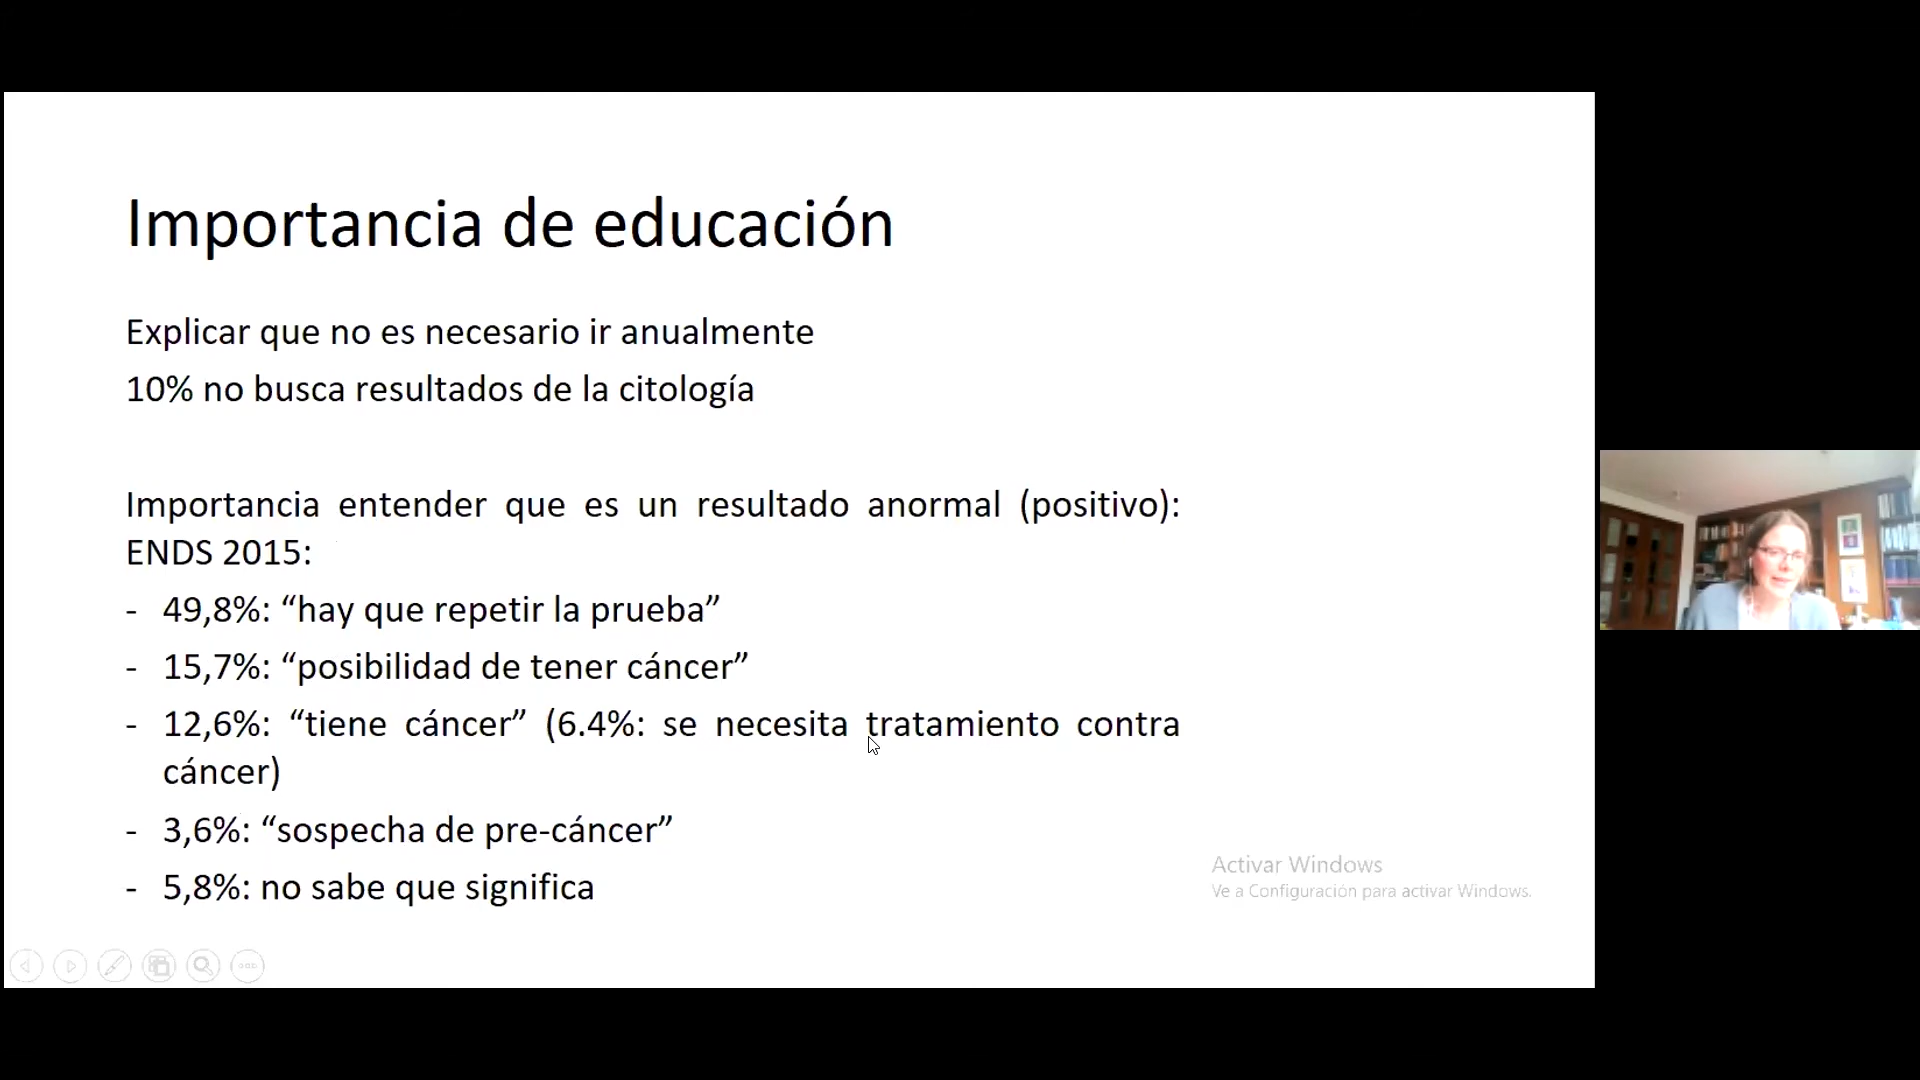 Importancia de educación
Explicar que no es necesario ir anualmente
10% no busca resultados de la citología
Importancia entender que es un resultado anormal (positivo):
ENDS 2015:
- 49,8%: “hay que repetir la prueba”
- 15,7%: “posibilidad de tener cáncer”
- 12,6%: “tiene cáncer” (6.4%: se necesita tratamiento contra
cáncer)
- 3,6%: “sospecha de pre-cáncer”
- 5,8%: no sabe que significa
Activar Windows
Ve a Configuración para activar Windows.